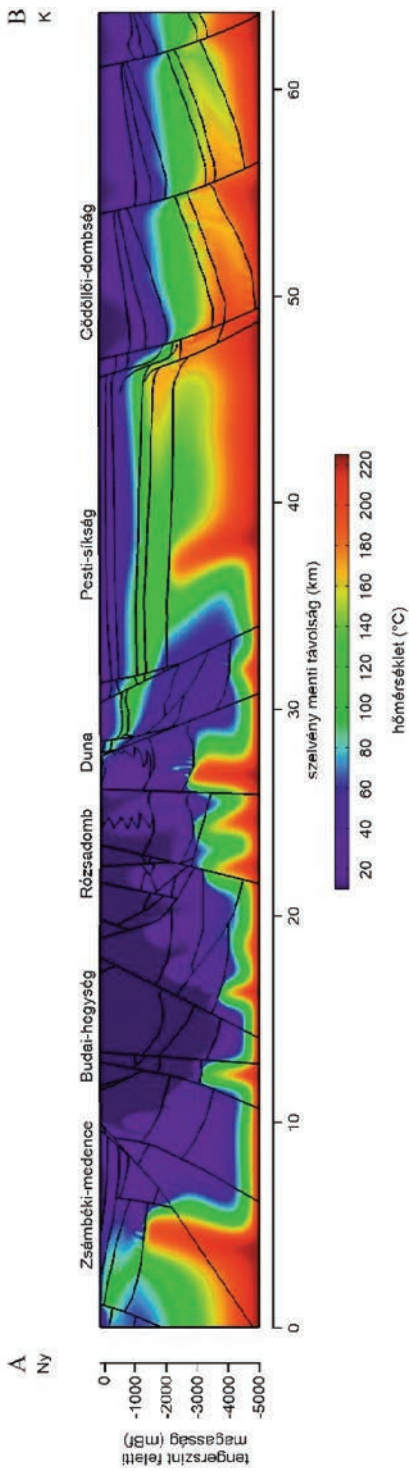 A
B
Ny
K
Zsámbéki-medence
Budai-hegység
Rózsadomb
Duna
Pesti-síkság
Gödöllői-dombság
tengerszint feletti
magasság (mBf)
0
-1000
-2000
-3000
-4000
-5000
0
10
20
30
40
50
60
szelvény menti távolság (km)
20
40
60
80
100
120
140
160
180
200
220
hőmérséklet (°C)